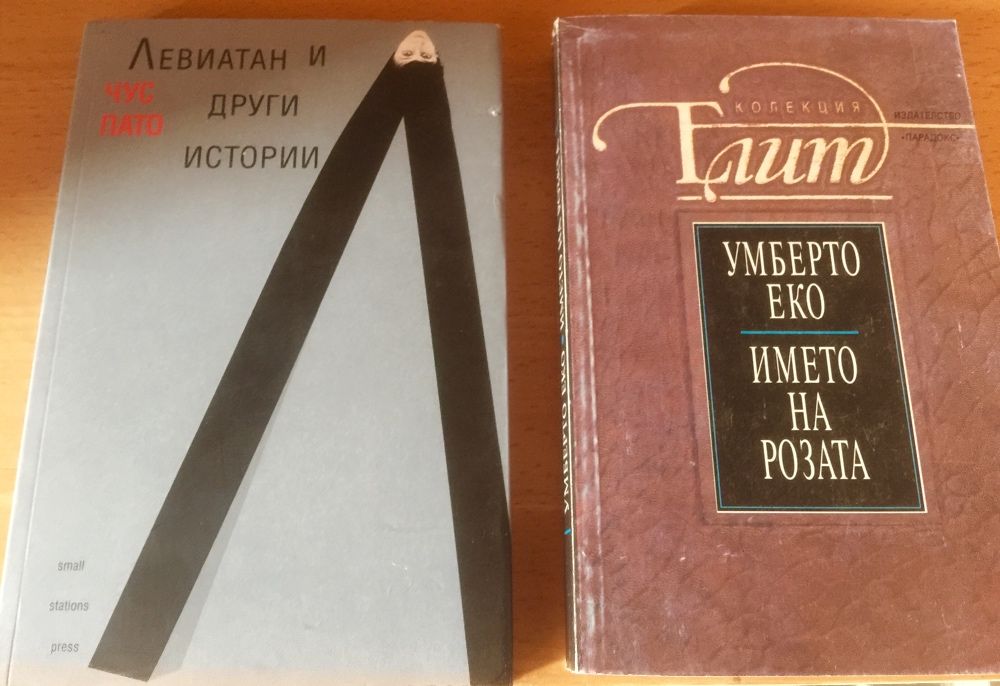 ЛЕВИАТАН И
ЧУС
ПАТО
ДРУГИ
ИСТОРИИ
small
stations
press
КОЛЕКЦИЯ
Елит
ИЗДАТЕЛСТВО
«ПАРАДОКС»
УМБЕРТО
ЕКО
ИМЕТО
НА
РОЗАТА